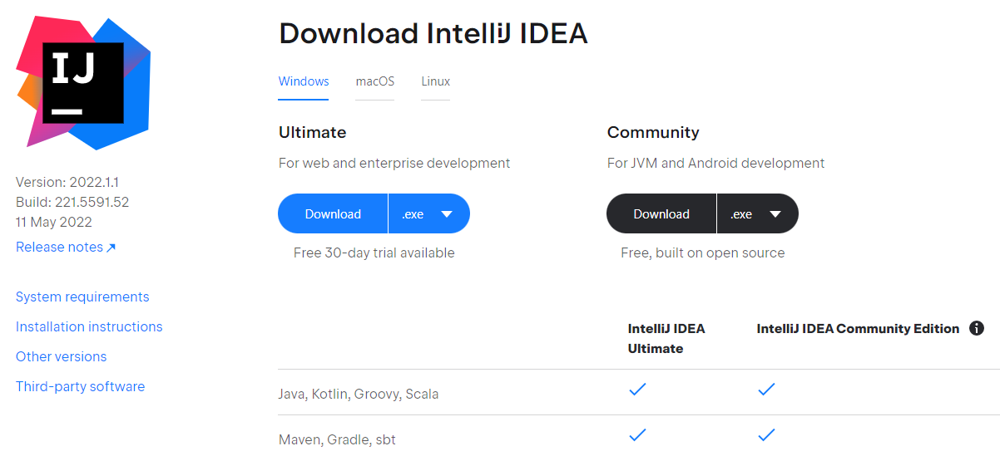 IJ
Version: 2022.1.1
Build: 221.5591.52
11 May 2022
Release notes ↗
System requirements
Installation instructions
Other versions
Third-party software
Download IntelliJ IDEA
Windows macOS Linux
Ultimate
For web and enterprise development
Download .exe
Free 30-day trial available
Community
For JVM and Android development
Download .exe
Free, built on open source
IntelliJ IDEA
Ultimate
IntelliJ IDEA Community Edition
Java, Kotlin, Groovy, Scala
Maven, Gradle, sbt